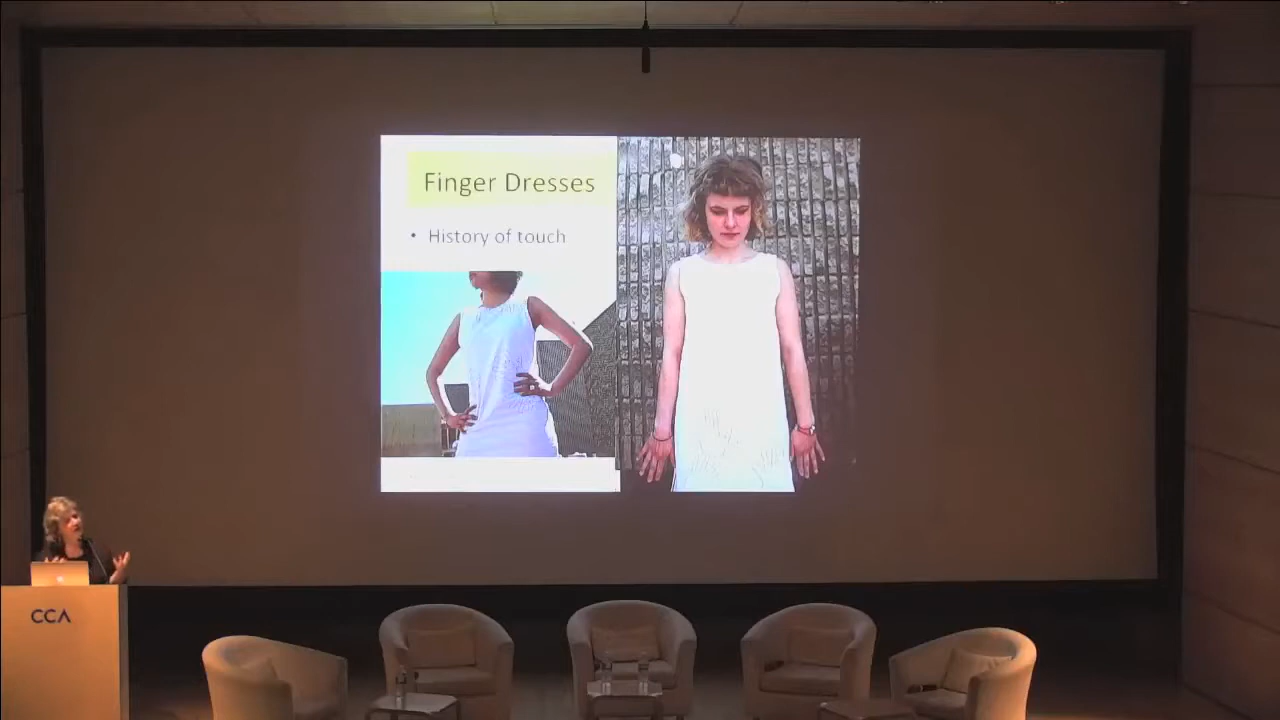 Finger Dresses
• History of touch
CCA